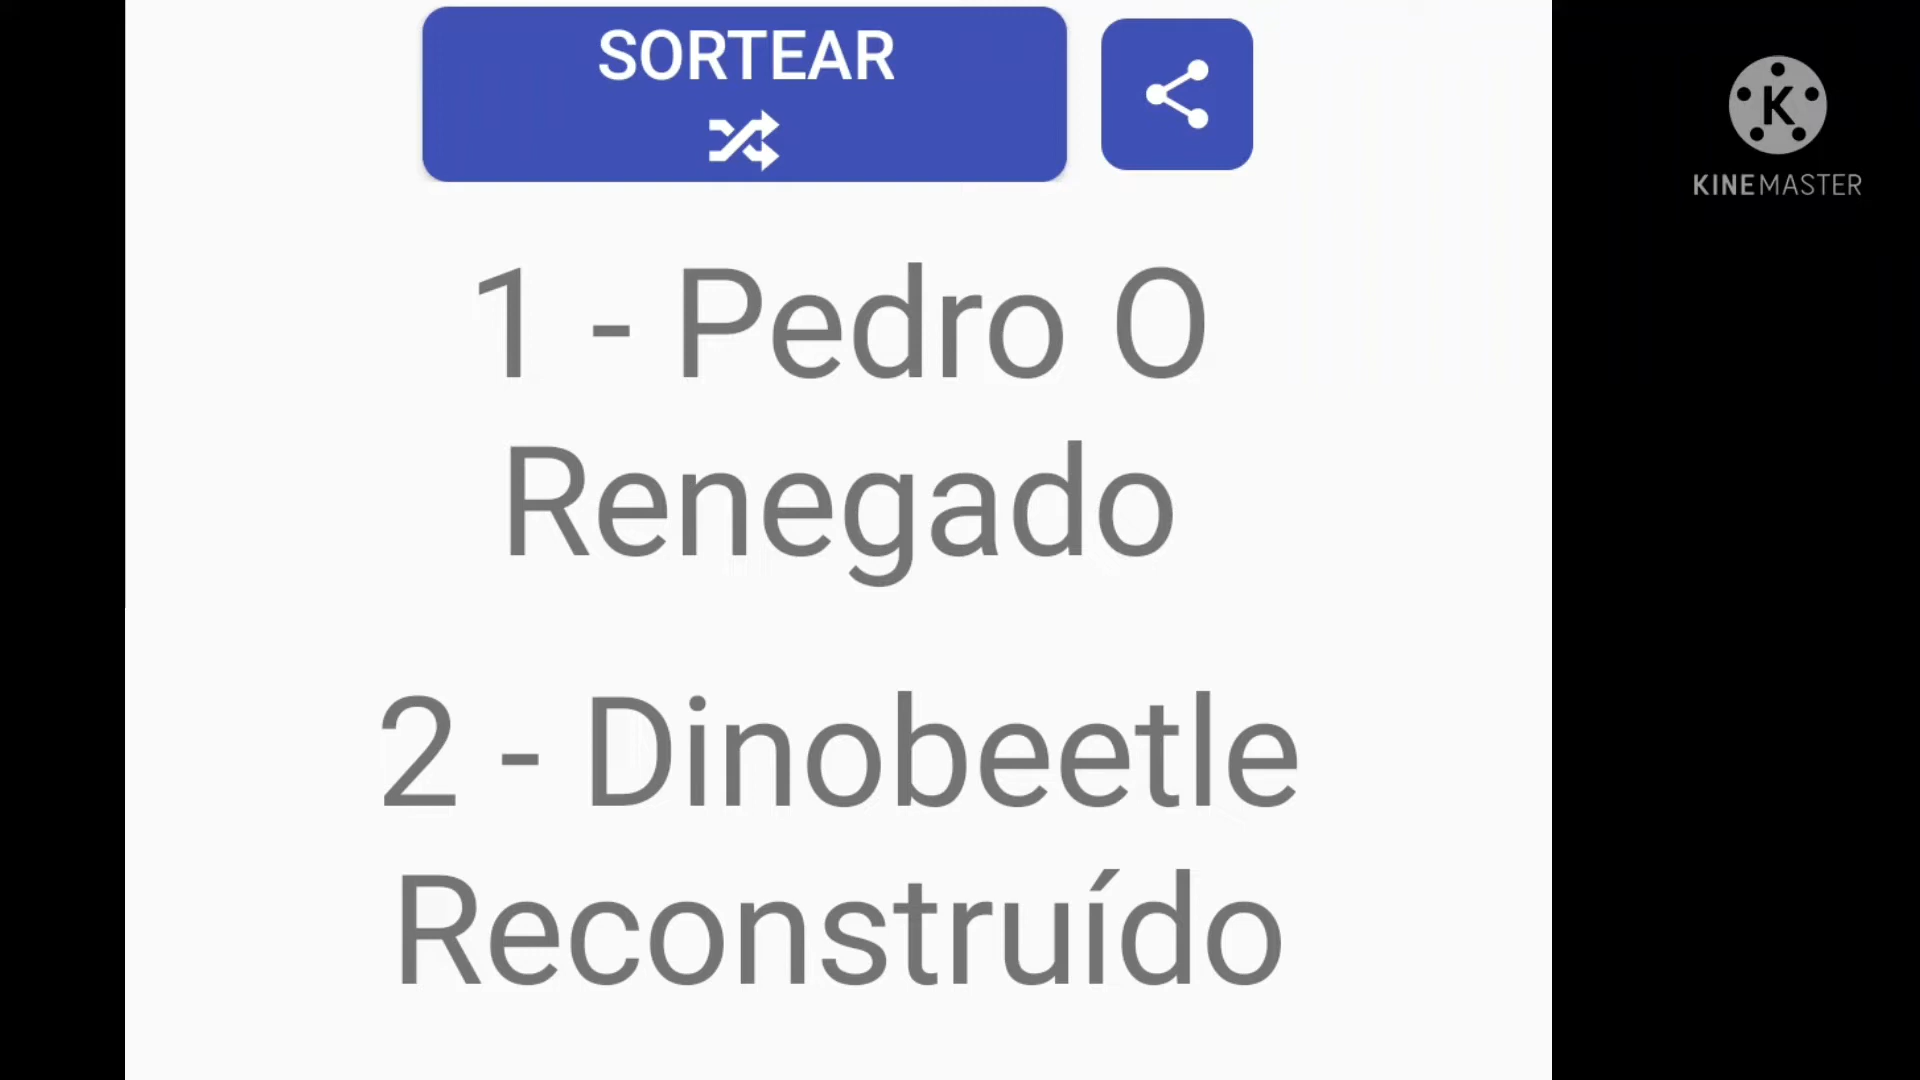 SORTEAR
KINEMASTER
1 - Pedro O
Renegado
2 - Dinobeetle
Reconstruído